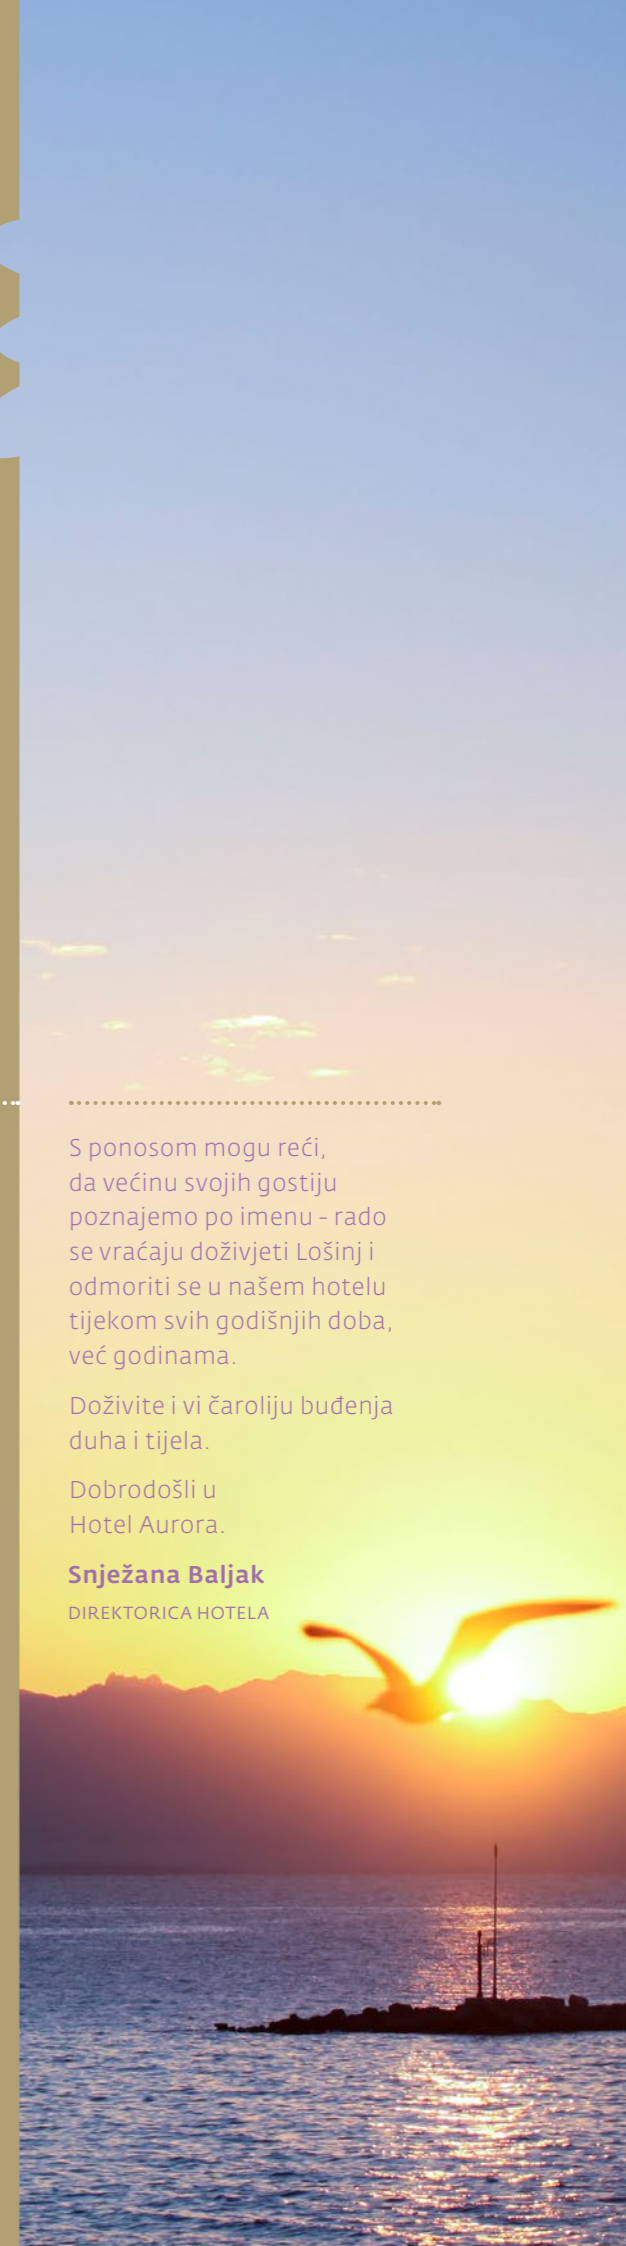 S ponosom mogu reći,
da većinu svojih gostiju
poznajemo po imenu - rado
se vraćaju doživjeti Lošinj i
odmoriti se u našem hotelu
tijekom svih godišnjih doba,
već godinama.
Doživite i vi čaroliju buđenja
duha i tijela.
Dobrodošli u
Hotel Aurora.
Snježana Baljak
DIREKTORICA HOTELA